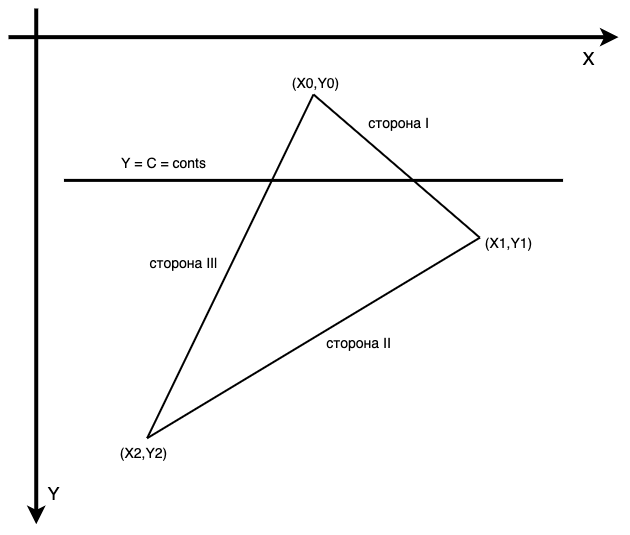 X
(X0,Y0)
сторона I
Y = C = conts
(X1,Y1)
сторона III
сторона II
(X2,Y2)
Y